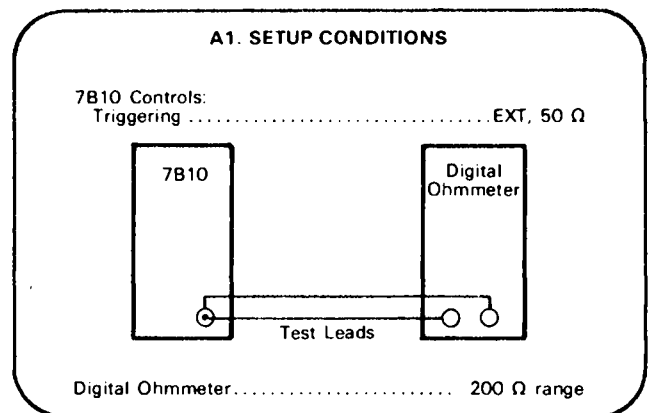 A1. SETUP CONDITIONS
7B10 Controls:
Triggering ................................ EXT, 50 Ω
7B10
Digital
Ohmmeter
Test Leads
Digital Ohmmeter........................ 200 Ω range